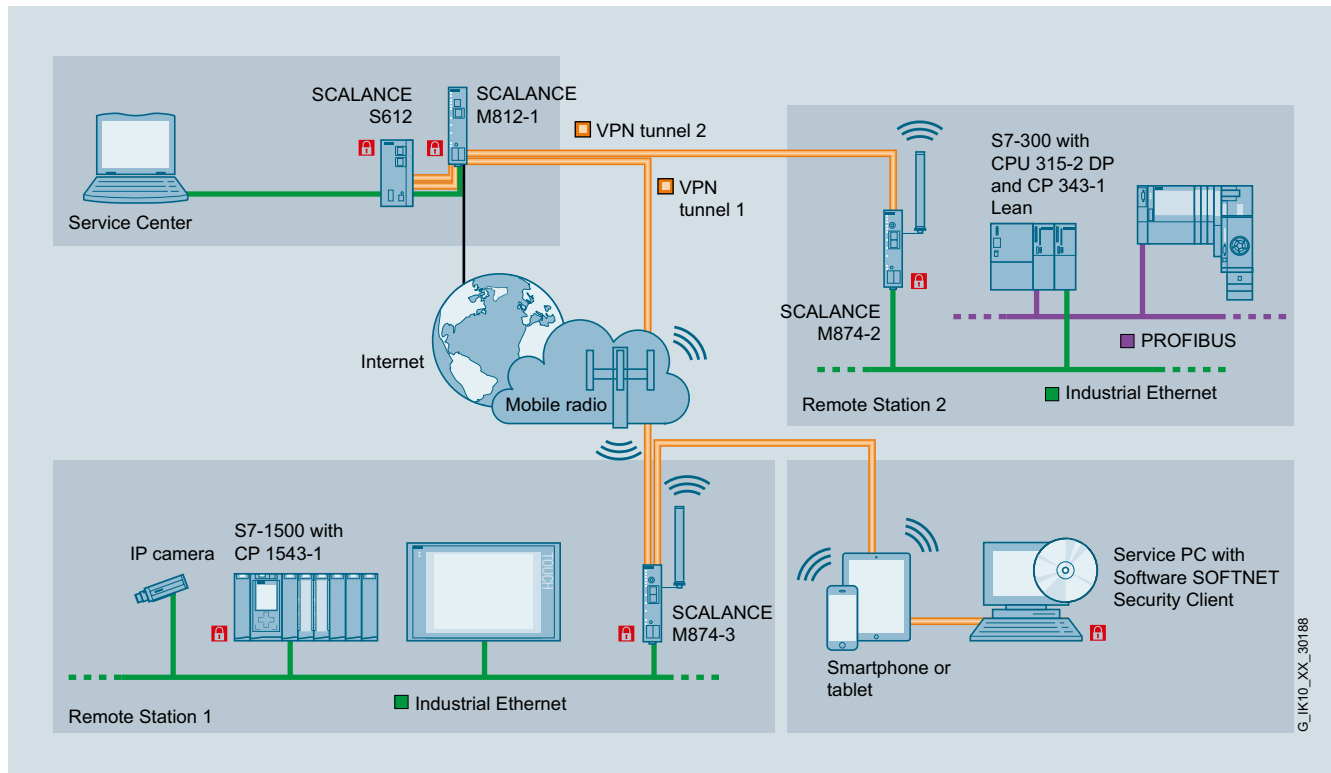 SCALANCE
S612
SCALANCE
M812-1
Service Center
VPN tunnel 2
VPN
tunnel 1
S7-300 with
CPU 315-2 DP
and CP 343-1
Lean
SCALANCE
M874-2
PROFIBUS
Industrial Ethernet
Remote Station 2
Internet
Mobile radio
IP camera
S7-1500 with
CP 1543-1
TOUCH
SCALANCE
M874-3
Industrial Ethernet
Remote Station 1
Smartphone or
tablet
Service PC with
Software SOFTNET
Security Client
G_IK10_XX_30188